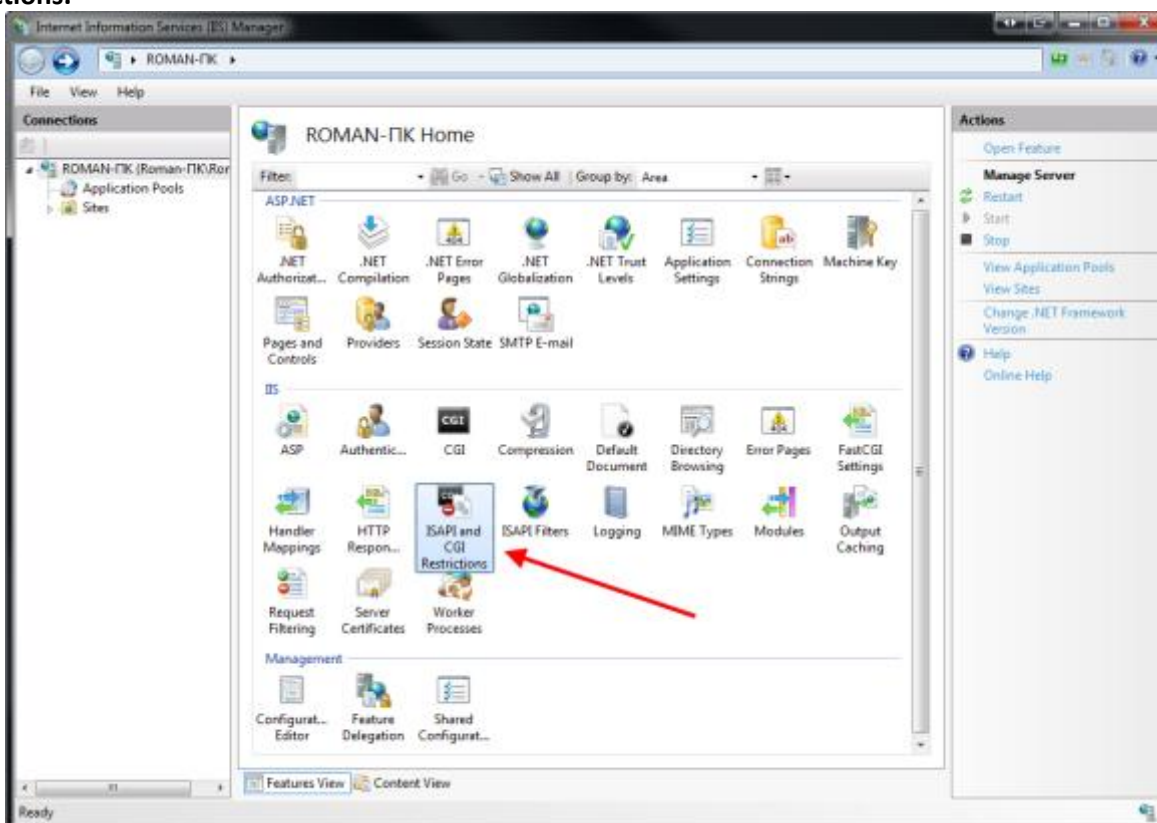 ctions.
Internet Information Services (IIS) Manager
ROMAN-ПК
File View Help
Connections
ROMAN-ПК (Roman-ПК\Ror
Application Pools
Sites
ROMAN-ПК Home
Filter: Go Show All Group by: Area
ASP.NET
.NET Authorizat...
.NET Compilation
.NET Error Pages
.NET Globalization
.NET Trust Levels
Application Settings
Connection Strings
Machine Key
Pages and Controls
Providers
Session State
SMTP E-mail
IIS
ASP
Authentic...
CGI
Compression
Default Document
Directory Browsing
Error Pages
FastCGI Settings
Handler Mappings
HTTP Respon...
ISAPI and CGI Restrictions
ISAPI Filters
Logging
MIME Types
Modules
Output Caching
Request Filtering
Server Certificates
Worker Processes
Management
Configurat... Editor
Feature Delegation
Shared Configurat...
Features View Content View
Ready
Actions
Open Feature
Manage Server
Restart
Start
Stop
View Application Pools
View Sites
Change .NET Framework
Version
Help
Online Help